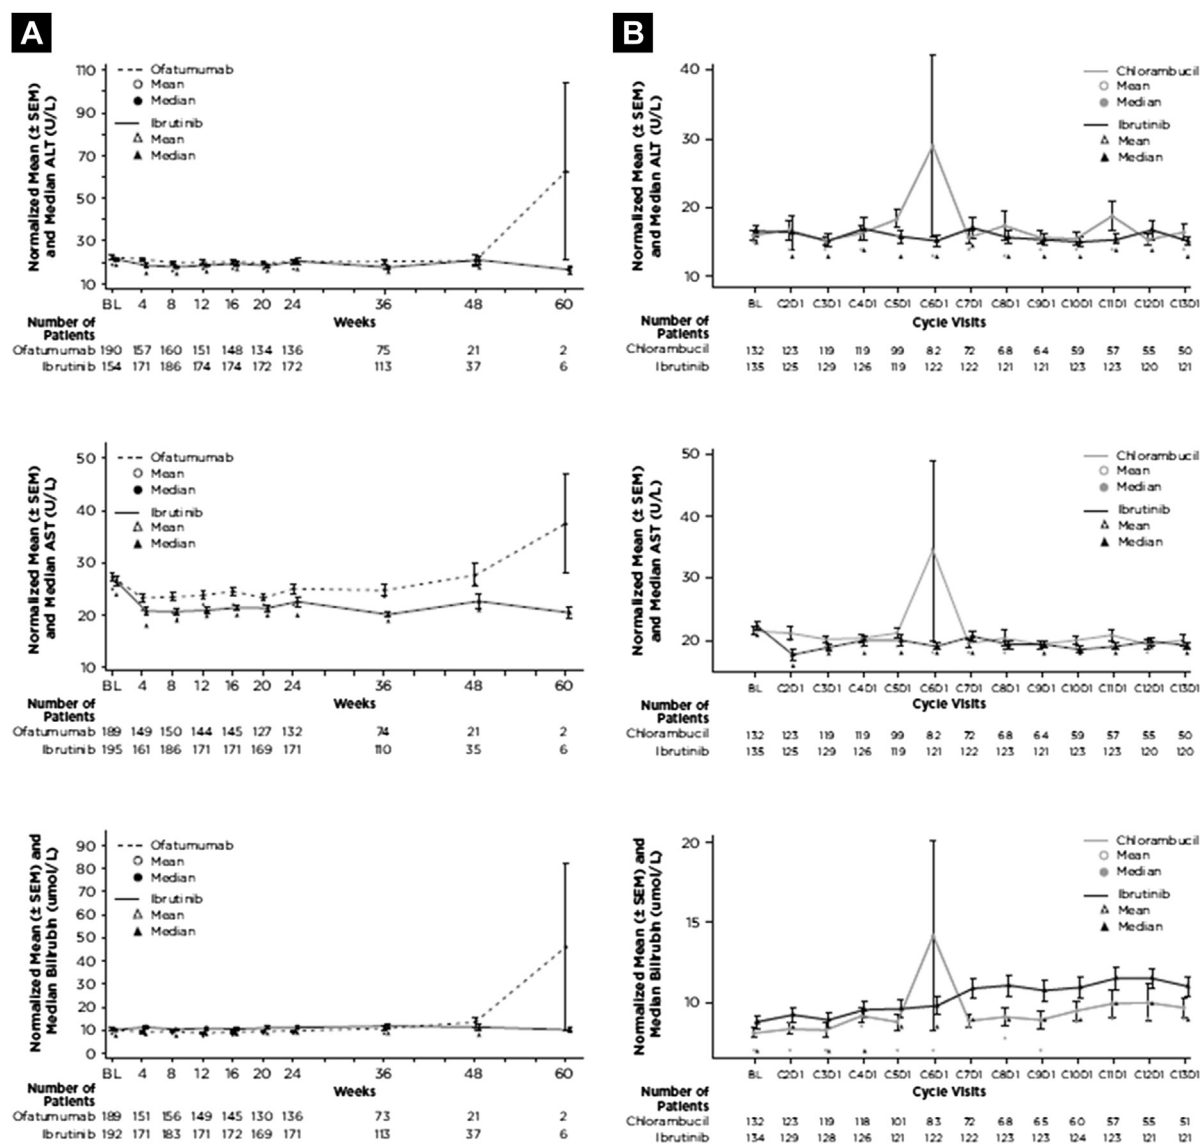 A
Normalized Mean (± SEM)
and Median ALT (U/L)
110
90
70
50
30
10
Ofatumumab
Mean
Median
Ibrutinib
Mean
Median
BL 4 8 12 16 20 24 36 48 60
Number of
Patients
Weeks
Ofatumumab 190 157 160 151 148 134 136 75 21 2
Ibrutinib 154 171 186 174 174 172 172 113 37 6
Normalized Mean (± SEM)
and Median AST (U/L)
50
40
30
20
10
Ofatumumab
Mean
Median
Ibrutinib
Mean
Median
BL 4 8 12 16 20 24 36 48 60
Number of
Patients
Weeks
Ofatumumab 189 149 150 144 145 127 132 74 21 2
Ibrutinib 195 161 186 171 171 169 171 110 35 6
Normalized Mean (± SEM) and
Median Bilirubin (umol/L)
90
80
70
60
50
40
30
20
10
0
Ofatumumab
Mean
Median
Ibrutinib
Mean
Median
BL 4 8 12 16 20 24 36 48 60
Number of
Patients
Weeks
Ofatumumab 189 151 156 149 145 130 136 73 21 2
Ibrutinib 192 171 183 171 172 169 171 113 37 6
B
Normalized Mean (± SEM)
and Median ALT (U/L)
40
30
20
10
Chlorambucil
Mean
Median
Ibrutinib
Mean
Median
BL C2D1 C3D1 C4D1 C5D1 C6D1 C7D1 C8D1 C9D1 C10D1 C11D1 C12D1 C13D1
Number of
Patients
Cycle Visits
Chlorambucil 132 123 119 119 99 82 72 68 64 59 57 55 50
Ibrutinib 135 125 129 126 119 122 122 121 121 123 123 120 121
Normalized Mean (± SEM)
and Median AST (U/L)
50
40
30
20
Chlorambucil
Mean
Median
Ibrutinib
Mean
Median
BL C2D1 C3D1 C4D1 C5D1 C6D1 C7D1 C8D1 C9D1 C10D1 C11D1 C12D1 C13D1
Number of
Patients
Cycle Visits
Chlorambucil 132 123 119 119 99 82 72 68 64 59 57 55 50
Ibrutinib 135 125 129 126 119 121 122 123 121 123 123 120 120
Normalized Mean (± SEM) and
Median Bilirubin (umol/L)
20
15
10
Chlorambucil
Mean
Median
Ibrutinib
Mean
Median
BL C2D1 C3D1 C4D1 C5D1 C6D1 C7D1 C8D1 C9D1 C10D1 C11D1 C12D1 C13D1
Number of
Patients
Cycle Visits
Chlorambucil 132 123 119 118 101 83 72 68 65 60 57 55 51
Ibrutinib 134 129 128 126 121 122 122 123 123 124 123 121 121